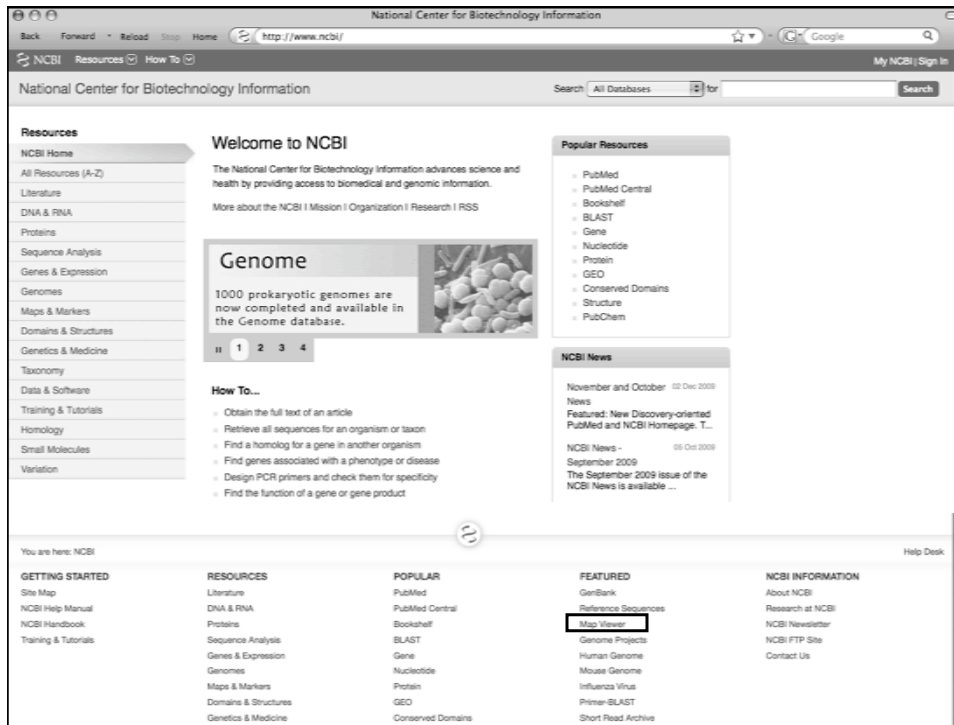 National Center for Biotechnology Information
Back Forward Reload Stop Home http://www.ncbi/ Google
NCBI Resources How To My NCBI | Sign In
National Center for Biotechnology Information Search All Databases for Search
Resources
NCBI Home
All Resources (A-Z)
Literature
DNA & RNA
Proteins
Sequence Analysis
Genes & Expression
Genomes
Maps & Markers
Domains & Structures
Genetics & Medicine
Taxonomy
Data & Software
Training & Tutorials
Homology
Small Molecules
Variation
Welcome to NCBI
The National Center for Biotechnology Information advances science and
health by providing access to biomedical and genomic information.
More about the NCBI | Mission | Organization | Research | RSS
Genome
1000 prokaryotic genomes are
now completed and available in
the Genome database.
1 2 3 4
How To...
Obtain the full text of an article
Retrieve all sequences for an organism or taxon
Find a homolog for a gene in another organism
Find genes associated with a phenotype or disease
Design PCR primers and check them for specificity
Find the function of a gene or gene product
Popular Resources
PubMed
PubMed Central
Bookshelf
BLAST
Gene
Nucleotide
Protein
GEO
Conserved Domains
Structure
PubChem
NCBI News
November and October 02 Dec 2009
News
Featured: New Discovery-oriented
PubMed and NCBI Homepage. T...
NCBI News - 05 Oct 2009
September 2009
The September 2009 issue of the
NCBI News is available ...
You are here: NCBI Help Desk
GETTING STARTED
Site Map
NCBI Help Manual
NCBI Handbook
Training & Tutorials
RESOURCES
Literature
DNA & RNA
Proteins
Sequence Analysis
Genes & Expression
Genomes
Maps & Markers
Domains & Structures
Genetics & Medicine
POPULAR
PubMed
PubMed Central
Bookshelf
BLAST
Gene
Nucleotide
Protein
GEO
Conserved Domains
FEATURED
GenBank
Reference Sequences
Map Viewer
Genome Projects
Human Genome
Mouse Genome
Influenza Virus
Primer-BLAST
Short Read Archive
NCBI INFORMATION
About NCBI
Research at NCBI
NCBI Newsletter
NCBI FTP Site
Contact Us